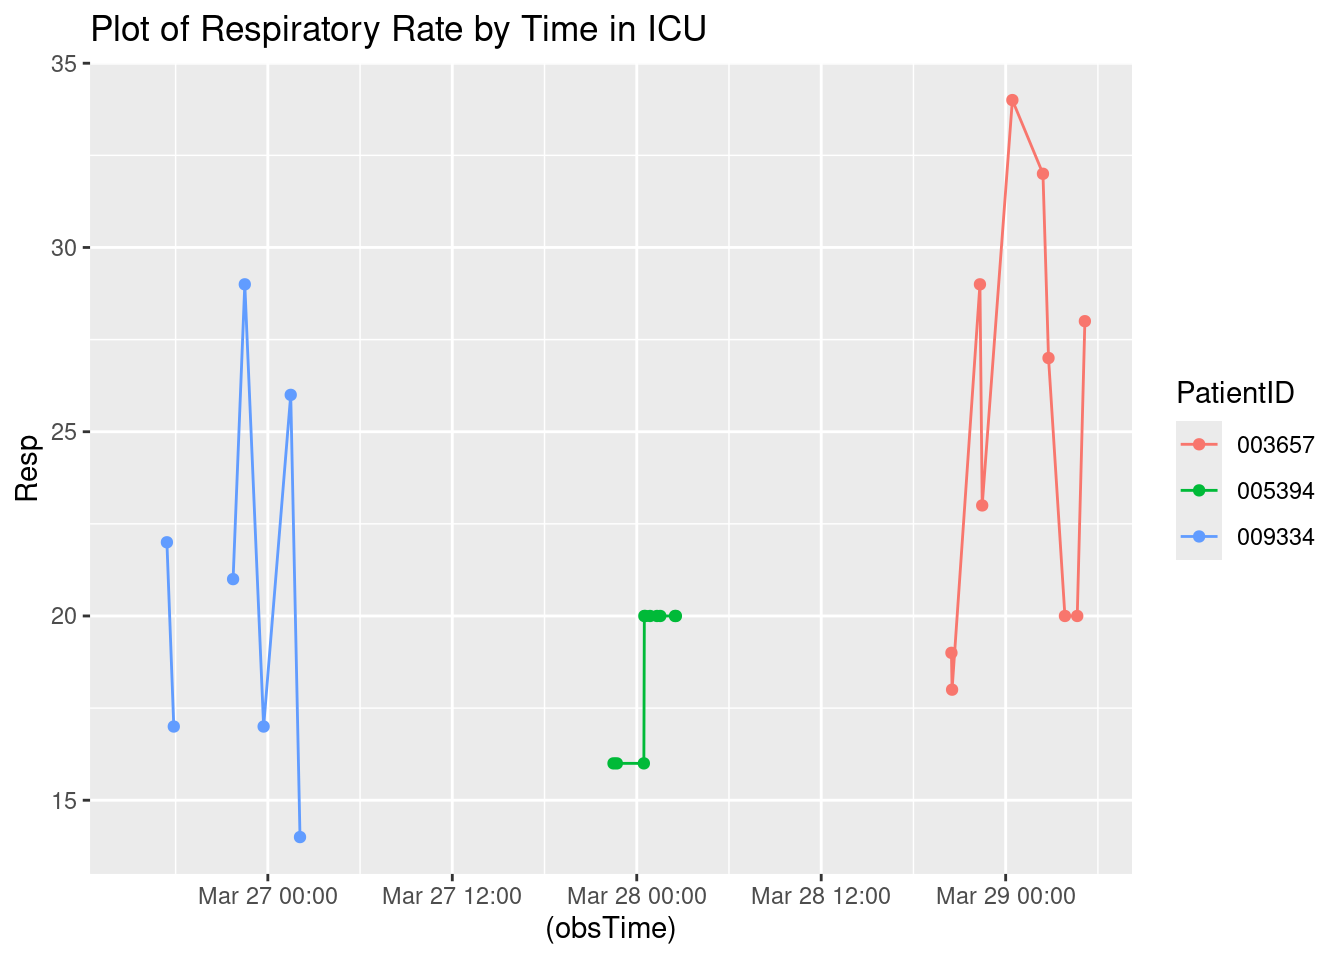 Plot of Respiratory Rate by Time in ICU
35
30
25
20
15
Resp
Mar 27 00:00
Mar 27 12:00
Mar 28 00:00
Mar 28 12:00
Mar 29 00:00
(obsTime)
PatientID
003657
005394
009334